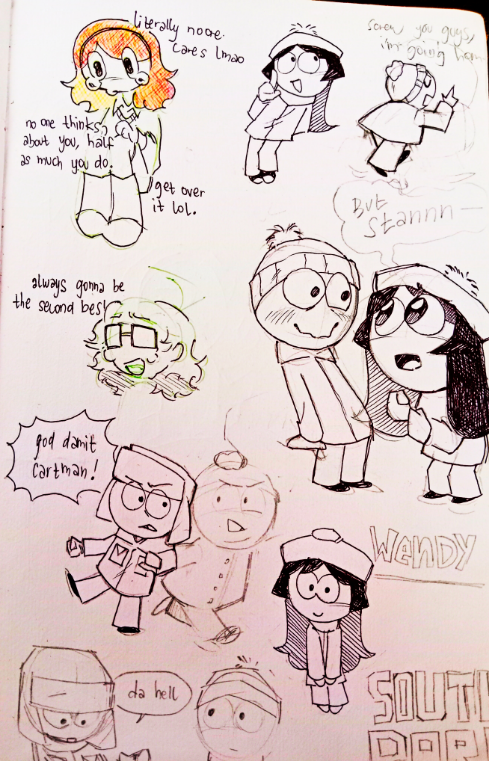 literally no one
cares lmao
screw you guys,
i'm going home
no one thinks
about you, half
as much you do.
get over
it lol.
But
Stannn—
always gonna be
the second best
god damit
cartman!
WENDY
da hell
SOUTH
PARK